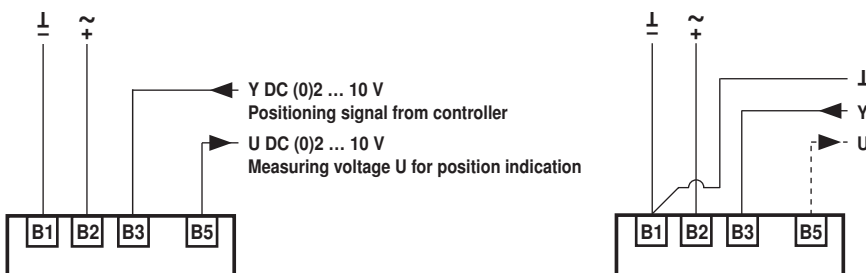 ⊥ ~
– +
Y DC (0)2 … 10 V
Positioning signal from controller
U DC (0)2 … 10 V
Measuring voltage U for position indication
B1 B2 B3 B5
⊥ ~
– +
⊥
Y
U
B1 B2 B3 B5